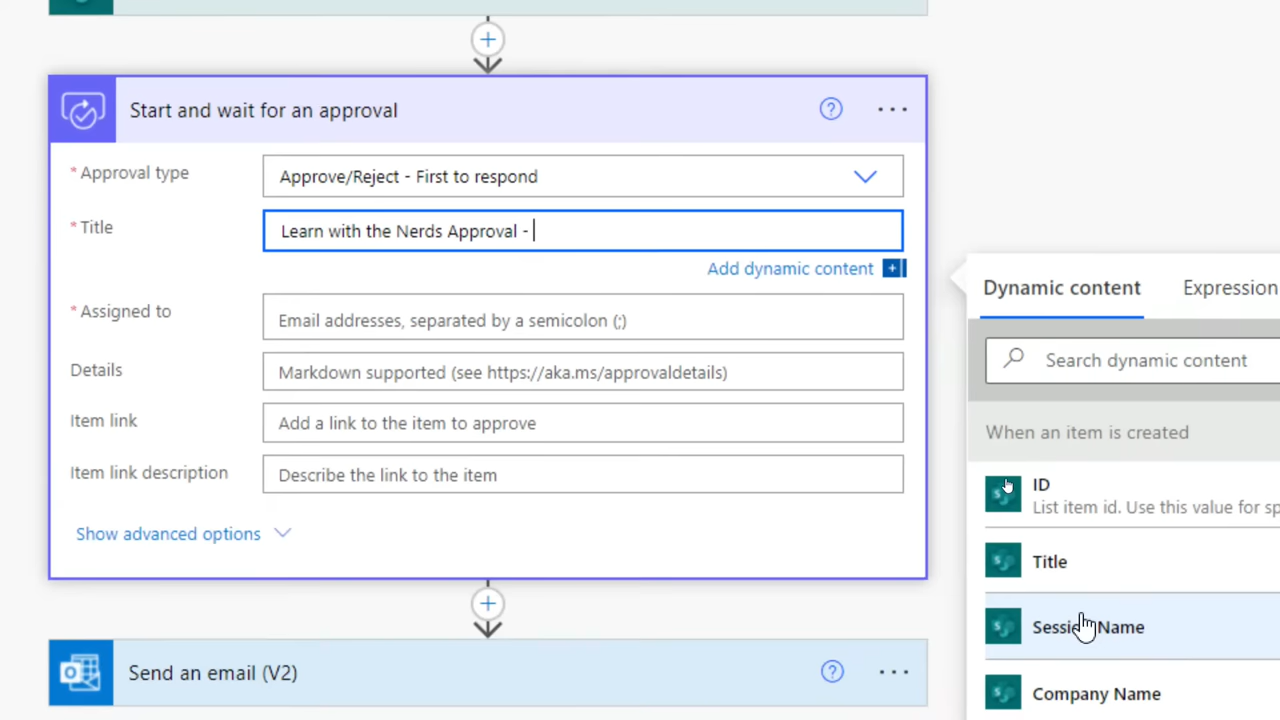 Start and wait for an approval
* Approval type
Approve/Reject - First to respond
* Title
Learn with the Nerds Approval -
Add dynamic content
* Assigned to
Email addresses, separated by a semicolon (;)
Details
Markdown supported (see https://aka.ms/approvaldetails)
Item link
Add a link to the item to approve
Item link description
Describe the link to the item
Show advanced options
Send an email (V2)
Dynamic content Expression
Search dynamic content
When an item is created
ID
List item id. Use this value for
Title
Session Name
Company Name